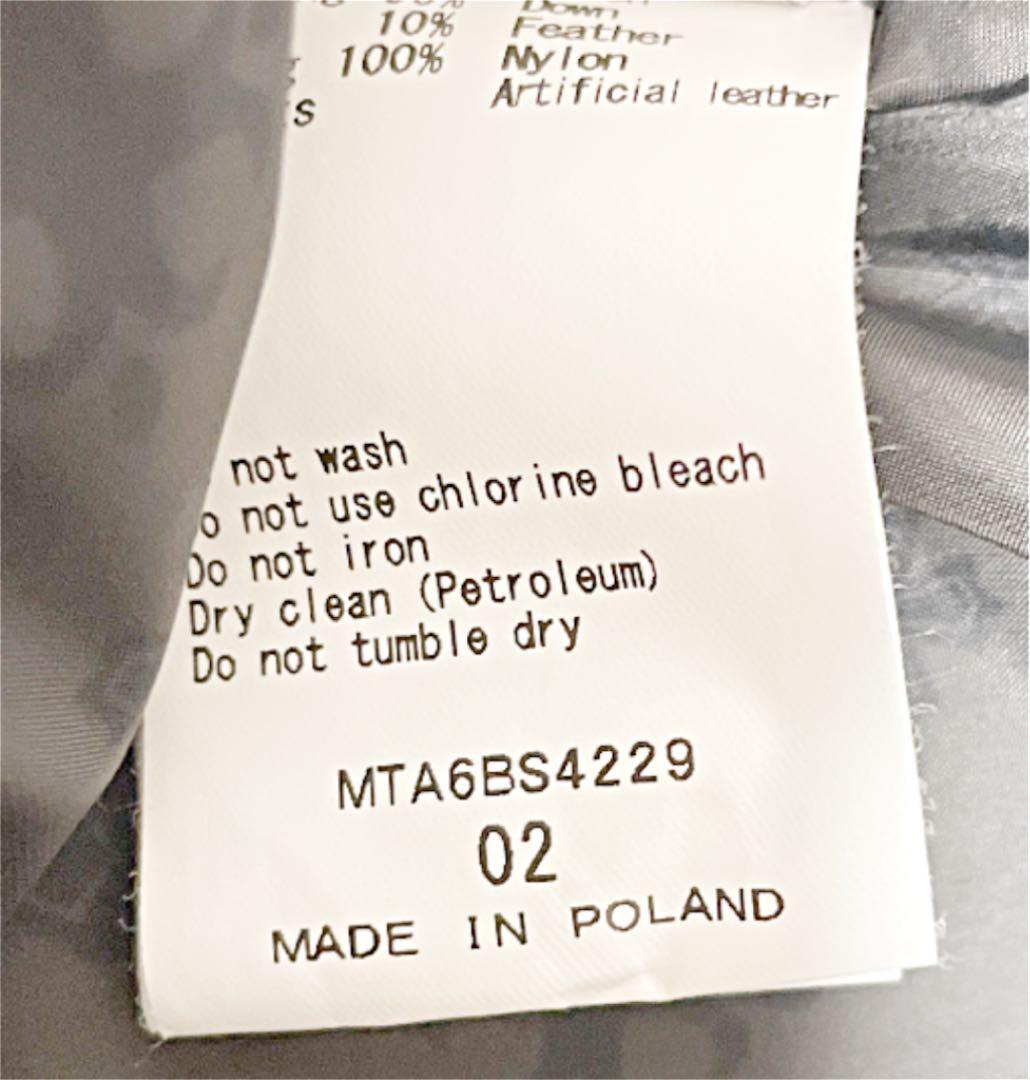 10% Feather
100% Nylon
s Artificial leather
not wash
o not use chlorine bleach
Do not iron
Dry clean (Petroleum)
Do not tumble dry
MTA6BS4229
02
MADE IN POLAND